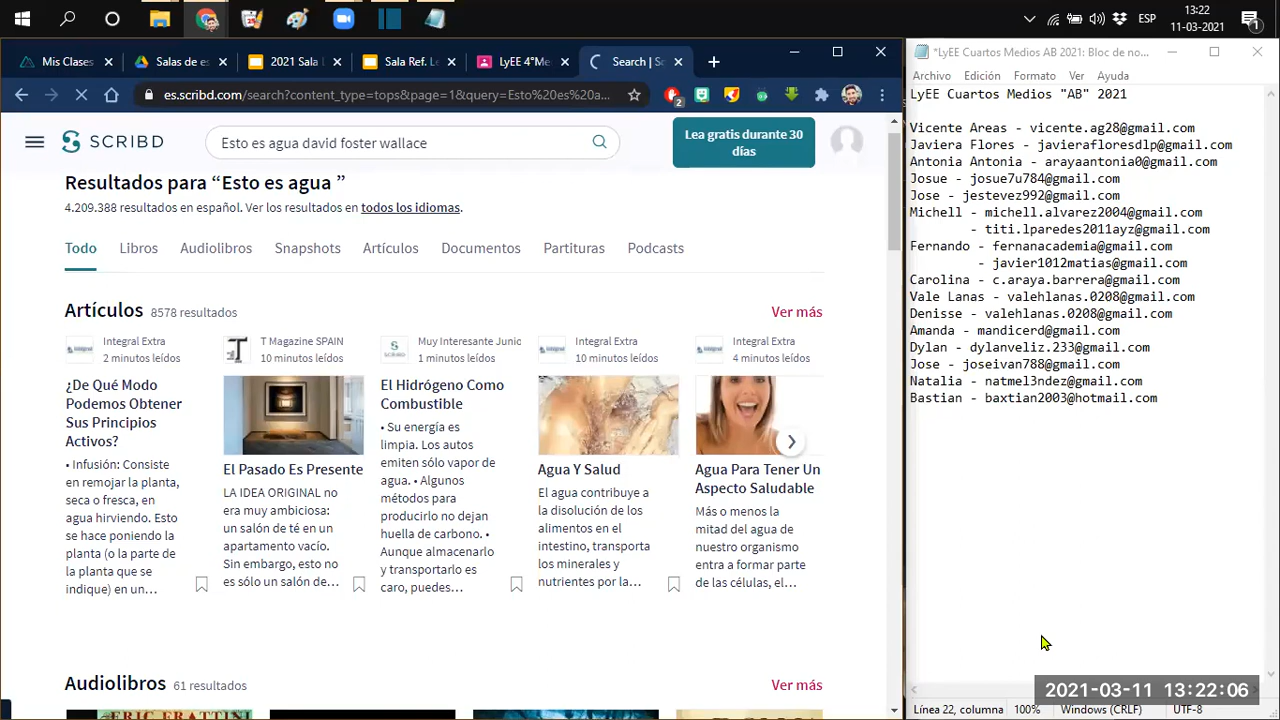 13:22
ESP
11-03-2021
1
Mis Clases
Salas de es
2021 Sala L
Sala Ref. Le
LyEE 4°Me
Search | Sc
es.scribd.com/search?content_type=tops&page=1&query=Esto%20es%20a...
2
SCRIBD
Esto es agua david foster wallace
Lea gratis durante 30
días
Resultados para “Esto es agua ”
4.209.388 resultados en español. Ver los resultados en todos los idiomas.
Todo Libros Audiolibros Snapshots Artículos Documentos Partituras Podcasts
Artículos 8578 resultados
Ver más
Integral Extra
2 minutos leídos
¿De Qué Modo
Podemos Obtener
Sus Principios
Activos?
• Infusión: Consiste
en remojar la planta,
seca o fresca, en
agua hirviendo. Esto
se hace poniendo la
planta (o la parte de
la planta que se
indique) en un...
T Magazine SPAIN
10 minutos leídos
El Pasado Es Presente
LA IDEA ORIGINAL no
era muy ambiciosa:
un salón de té en un
apartamento vacío.
Sin embargo, esto no
es sólo un salón de...
Muy Interesante Junio
1 minutos leídos
El Hidrógeno Como
Combustible
• Su energía es
limpia. Los autos
emiten sólo vapor de
agua. • Algunos
métodos para
producirlo no dejan
huella de carbono. •
Aunque almacenarlo
y transportarlo es
caro, puedes...
Integral Extra
10 minutos leídos
Agua Y Salud
El agua contribuye a
la disolución de los
alimentos en el
intestino, transporta
los minerales y
nutrientes por la...
Integral Extra
4 minutos leídos
Agua Para Tener Un
Aspecto Saludable
Más o menos la
mitad del agua de
nuestro organismo
entra a formar parte
de las células, el...
Audiolibros 61 resultados
Ver más
ERIC FRATTINI
*LyEE Cuartos Medios AB 2021: Bloc de no...
Archivo Edición Formato Ver Ayuda
LyEE Cuartos Medios "AB" 2021
Vicente Areas - vicente.ag28@gmail.com
Javiera Flores - javierafloresdlp@gmail.com
Antonia Antonia - arayaantonia0@gmail.com
Josue - josue7u784@gmail.com
Jose - jestevez992@gmail.com
Michell - michell.alvarez2004@gmail.com
- titi.lparedes2011ayz@gmail.com
Fernando - fernanacademia@gmail.com
- javier1012matias@gmail.com
Carolina - c.araya.barrera@gmail.com
Vale Lanas - valehlanas.0208@gmail.com
Denisse - valehlanas.0208@gmail.com
Amanda - mandicerd@gmail.com
Dylan - dylanveliz.233@gmail.com
Jose - joseivan788@gmail.com
Natalia - natmel3ndez@gmail.com
Bastian - baxtian2003@hotmail.com
2021-03-11 13:22:06
Línea 22, columna 100% Windows (CRLF) UTF-8